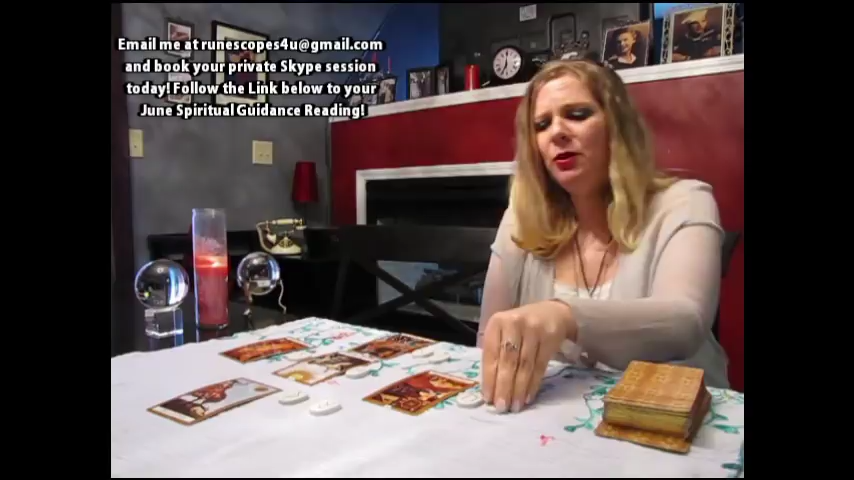 Email me at runescopes4u@gmail.com
and book your private Skype session
today! Follow the Link below to your
June Spiritual Guidance Reading!